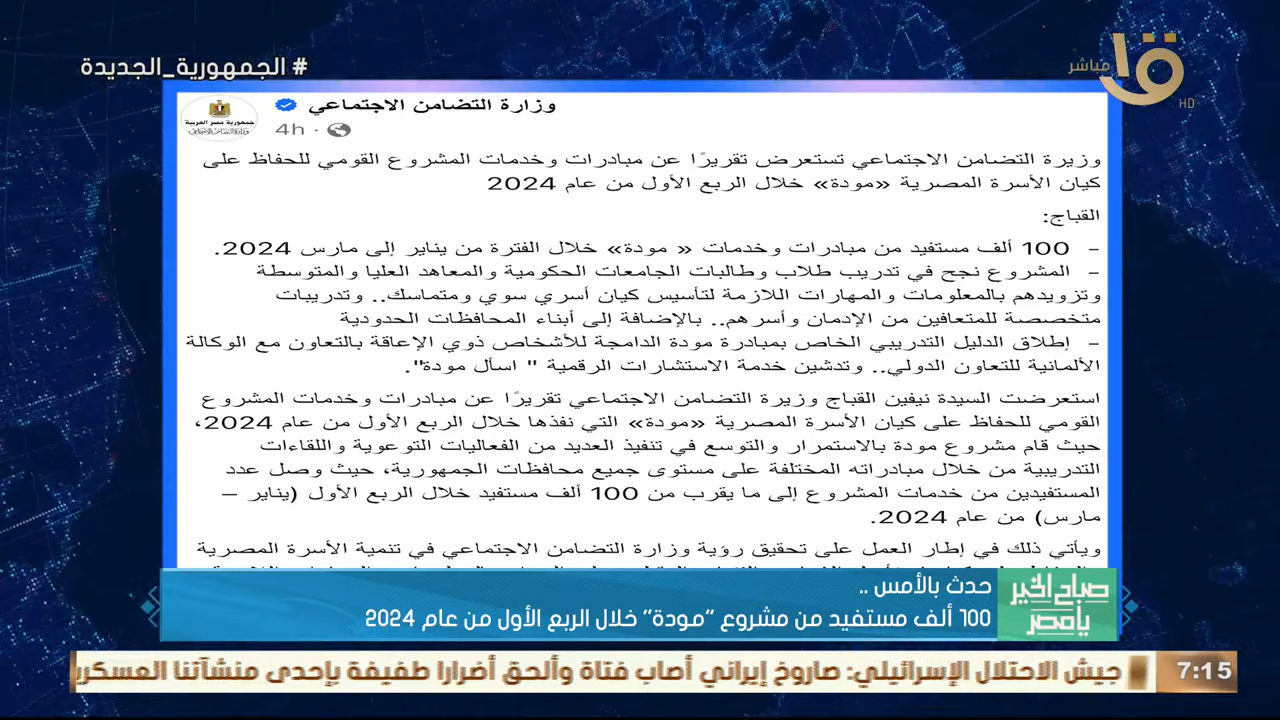 # الجمهورية_الجديدة
مباشر
HD
وزارة التضامن الاجتماعي
4h
جمهورية مصر العربية
وزارة التضامن الاجتماعي
وزيرة التضامن الاجتماعي تستعرض تقريرًا عن مبادرات وخدمات المشروع القومي للحفاظ على
كيان الأسرة المصرية «مودة» خلال الربع الأول من عام 2024
القباج:
- 100 ألف مستفيد من مبادرات وخدمات « مودة» خلال الفترة من يناير إلى مارس 2024.
- المشروع نجح في تدريب طلاب وطالبات الجامعات الحكومية والمعاهد العليا والمتوسطة
وتزويدهم بالمعلومات والمهارات اللازمة لتأسيس كيان أسري سوي ومتماسك.. وتدريبات
متخصصة للمتعافين من الإدمان وأسرهم.. بالإضافة إلى أبناء المحافظات الحدودية
- إطلاق الدليل التدريبي الخاص بمبادرة مودة الدامجة للأشخاص ذوي الإعاقة بالتعاون مع الوكالة
الألمانية للتعاون الدولي.. وتدشين خدمة الاستشارات الرقمية " اسأل مودة".
استعرضت السيدة نيفين القباج وزيرة التضامن الاجتماعي تقريرًا عن مبادرات وخدمات المشروع
القومي للحفاظ على كيان الأسرة المصرية «مودة» التي نفذها خلال الربع الأول من عام 2024،
حيث قام مشروع مودة بالاستمرار والتوسع في تنفيذ العديد من الفعاليات التوعوية واللقاءات
التدريبية من خلال مبادراته المختلفة على مستوى جميع محافظات الجمهورية، حيث وصل عدد
المستفيدين من خدمات المشروع إلى ما يقرب من 100 ألف مستفيد خلال الربع الأول (يناير –
مارس) من عام 2024.
ويأتي ذلك في إطار العمل على تحقيق رؤية وزارة التضامن الاجتماعي في تنمية الأسرة المصرية
صباح الخير
يا مصر
حدث بالأمس ..
100 ألف مستفيد من مشروع "مودة" خلال الربع الأول من عام 2024
7:15
جيش الاحتلال الإسرائيلي: صاروخ إيراني أصاب فتاة وألحق أضرارا طفيفة بإحدى منشآتنا العسكري